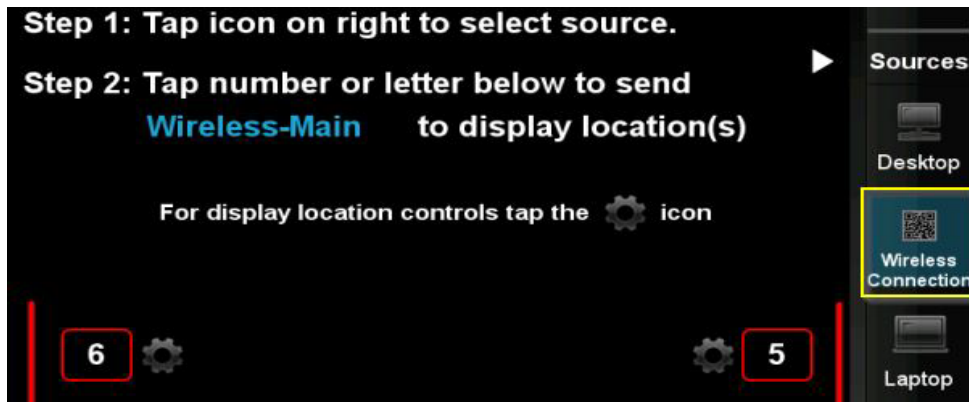 Step 1: Tap icon on right to select source.
Step 2: Tap number or letter below to send
Wireless-Main to display location(s)
For display location controls tap the icon
6
5
Sources
Desktop
Wireless
Connection
Laptop